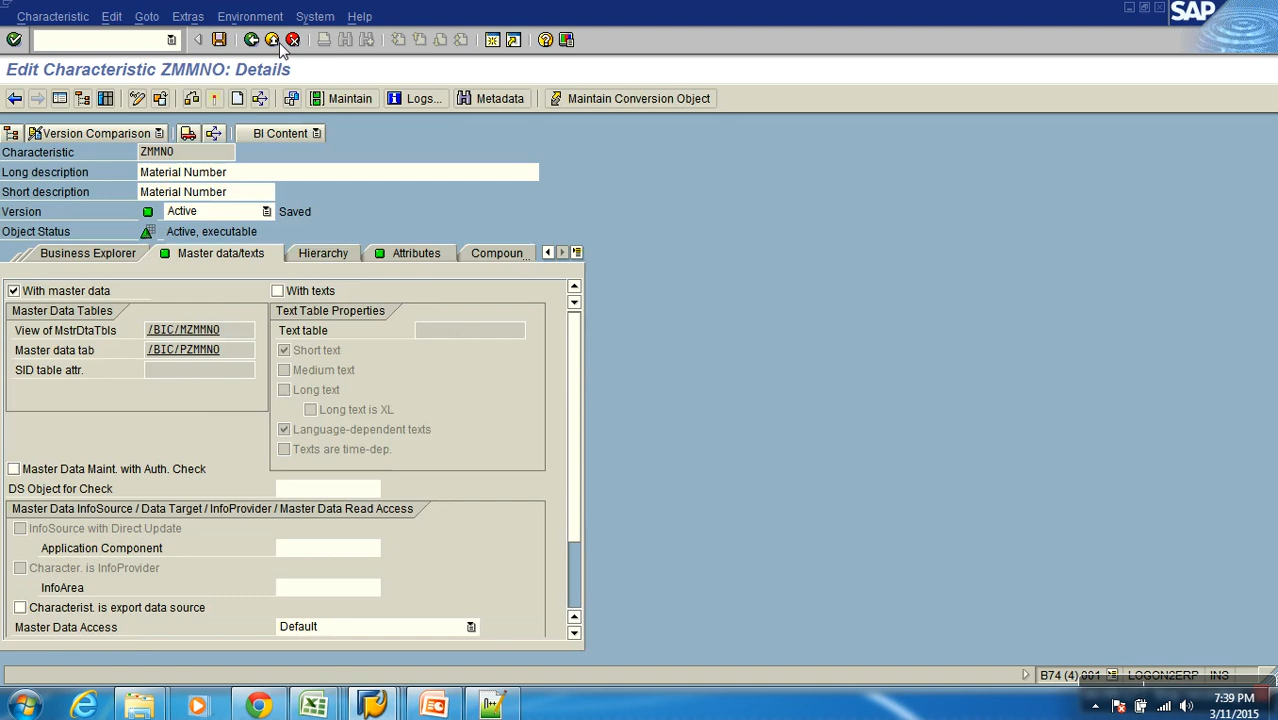 Characteristic Edit Goto Extras Environment System Help
SAP
Edit Characteristic ZMMNO: Details
Maintain Logs... Metadata Maintain Conversion Object
Version Comparison BI Content
Characteristic ZMMNO
Long description Material Number
Short description Material Number
Version Active Saved
Object Status Active, executable
Business Explorer Master data/texts Hierarchy Attributes Compoun...
With master data With texts
Master Data Tables Text Table Properties
View of MstrDtaTbls /BIC/MZMMNO Text table
Master data tab /BIC/PZMMNO Short text
SID table attr. Medium text
Long text
Long text is XL
Language-dependent texts
Texts are time-dep.
Master Data Maint. with Auth. Check
DS Object for Check
Master Data InfoSource / Data Target / InfoProvider / Master Data Read Access
InfoSource with Direct Update
Application Component
Character. is InfoProvider
InfoArea
Characterist. is export data source
Master Data Access Default
B74 (4) 001 LOGON2ERP INS
7:39 PM
3/11/2015